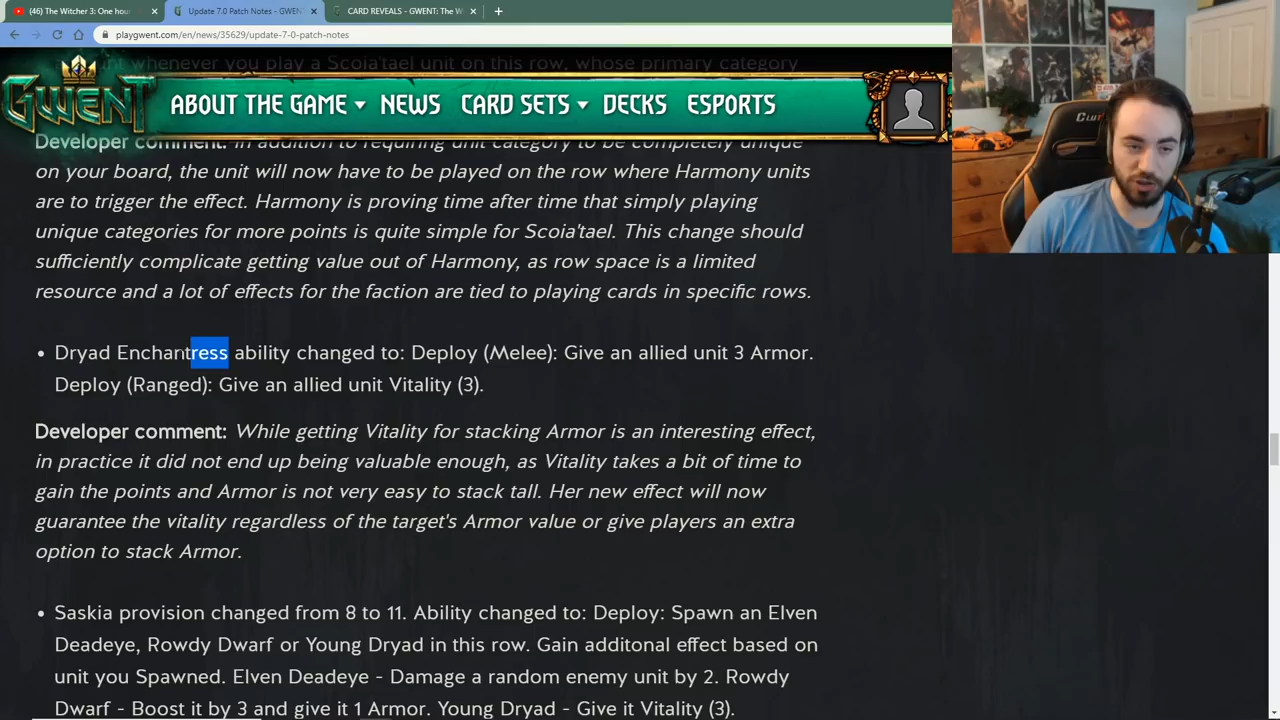 (46) The Witcher 3: One hou
Update 7.0 Patch Notes - GWEN
CARD REVEALS - GWENT: The W
playgwent.com/en/news/35629/update-7-0-patch-notes
whenever you play a Scoia'tael unit on this row, whose primary category
GWENT
ABOUT THE GAME NEWS CARD SETS DECKS ESPORTS
Developer comment: In addition to requiring unit category to be completely unique
on your board, the unit will now have to be played on the row where Harmony units
are to trigger the effect. Harmony is proving time after time that simply playing
unique categories for more points is quite simple for Scoia'tael. This change should
sufficiently complicate getting value out of Harmony, as row space is a limited
resource and a lot of effects for the faction are tied to playing cards in specific rows.
• Dryad Enchantress ability changed to: Deploy (Melee): Give an allied unit 3 Armor.
Deploy (Ranged): Give an allied unit Vitality (3).
Developer comment: While getting Vitality for stacking Armor is an interesting effect,
in practice it did not end up being valuable enough, as Vitality takes a bit of time to
gain the points and Armor is not very easy to stack tall. Her new effect will now
guarantee the vitality regardless of the target's Armor value or give players an extra
option to stack Armor.
• Saskia provision changed from 8 to 11. Ability changed to: Deploy: Spawn an Elven
Deadeye, Rowdy Dwarf or Young Dryad in this row. Gain additonal effect based on
unit you Spawned. Elven Deadeye - Damage a random enemy unit by 2. Rowdy
Dwarf - Boost it by 3 and give it 1 Armor. Young Dryad - Give it Vitality (3).